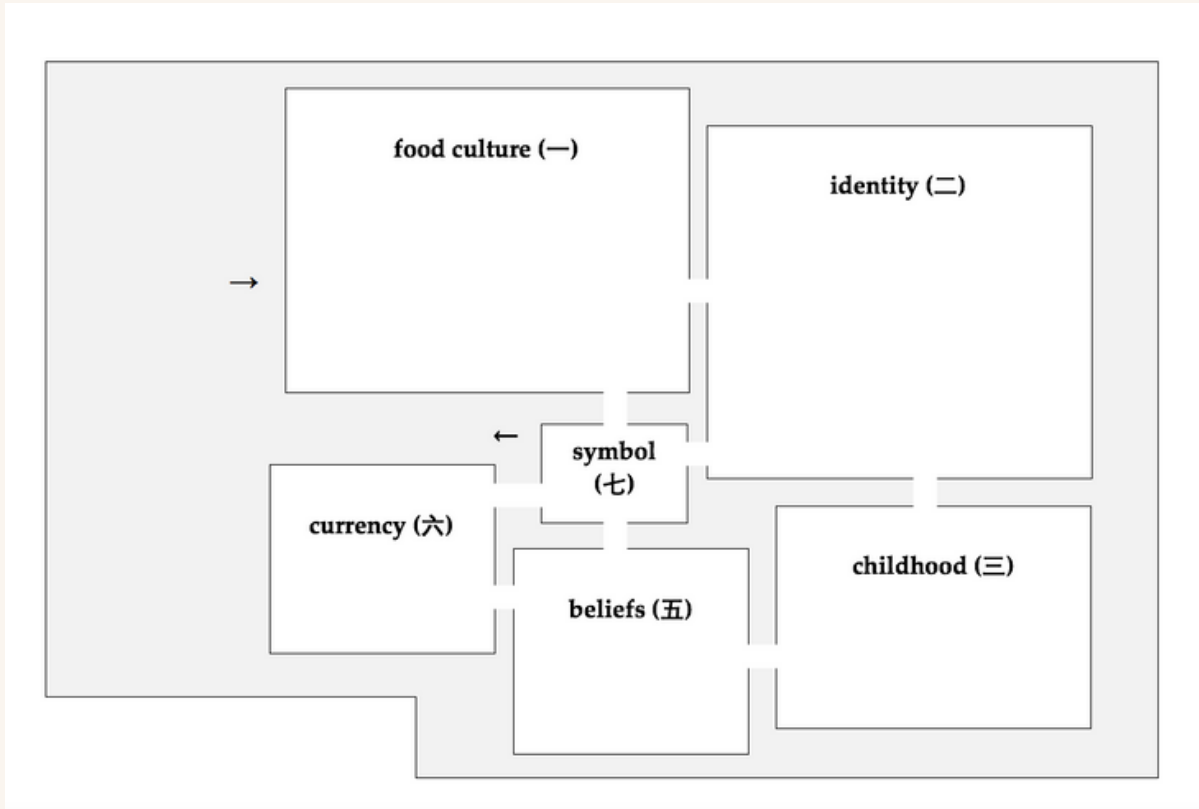 food culture (一)
identity (二)
→
←
symbol
(七)
currency (六)
childhood (三)
beliefs (五)